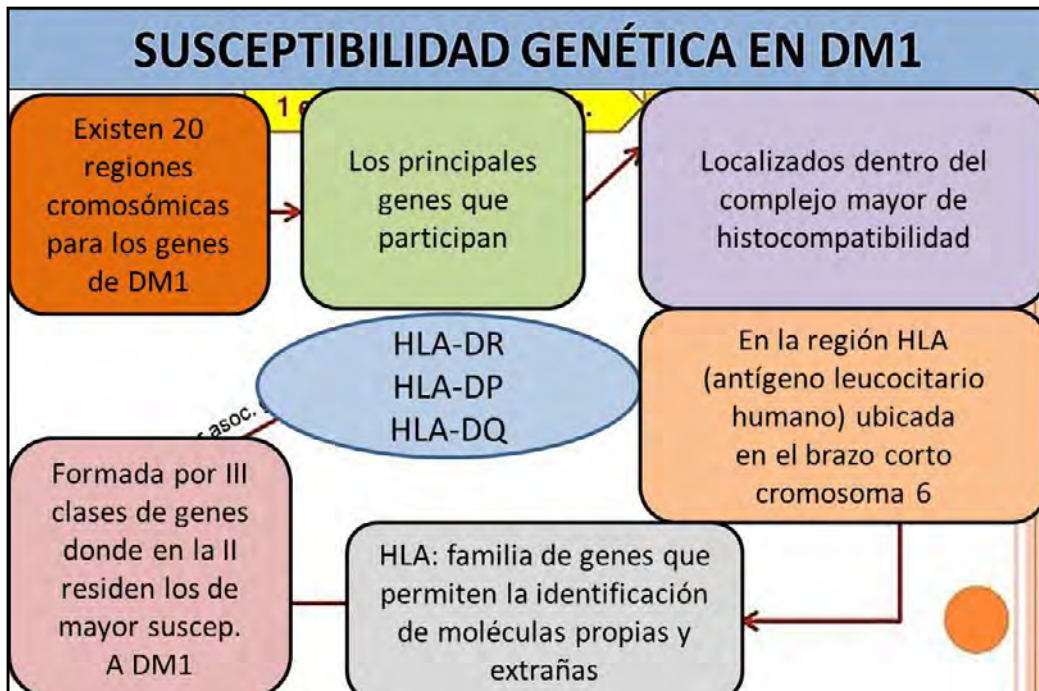 SUSCEPTIBILIDAD GENÉTICA EN DM1
1
Existen 20
regiones
cromosómicas
para los genes
de DM1
Los principales
genes que
participan
Localizados dentro del
complejo mayor de
histocompatibilidad
En la región HLA
(antígeno leucocitario
humano) ubicada
en el brazo corto
cromosoma 6
HLA: familia de genes que
permiten la identificación
de moléculas propias y
extrañas
Formada por III
clases de genes
donde en la II
residen los de
mayor suscep.
A DM1
asoc.
HLA-DR
HLA-DP
HLA-DQ